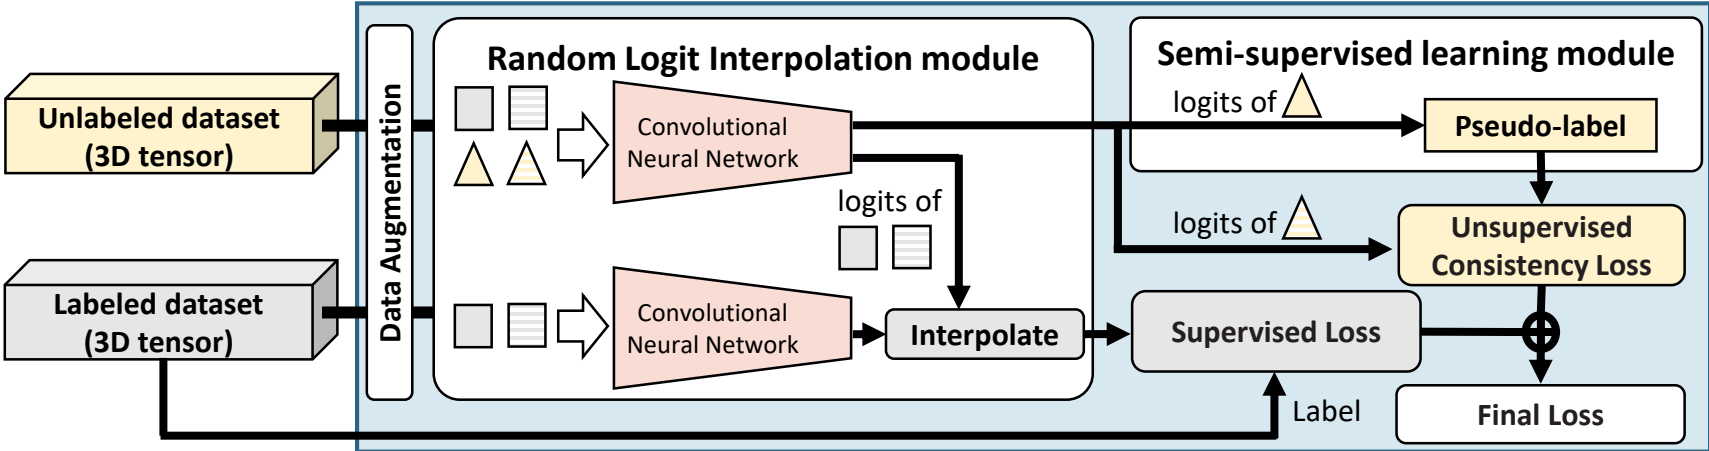 Random Logit Interpolation module
Semi-supervised learning module
Unlabeled dataset
(3D tensor)
Labeled dataset
(3D tensor)
Data Augmentation
Convolutional
Neural Network
logits of
Convolutional
Neural Network
Interpolate
logits of
Pseudo-label
logits of
Unsupervised
Consistency Loss
Supervised Loss
Label
Final Loss